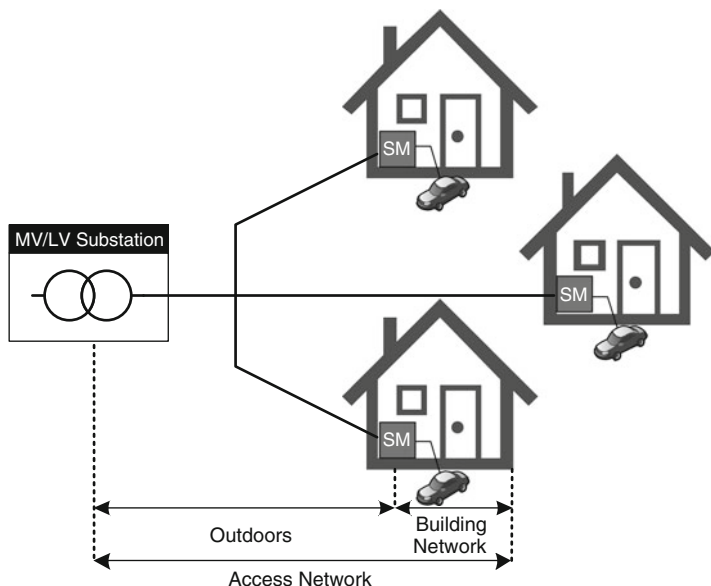 SM
MV/LV Substation
SM
SM
Outdoors
Building
Network
Access Network